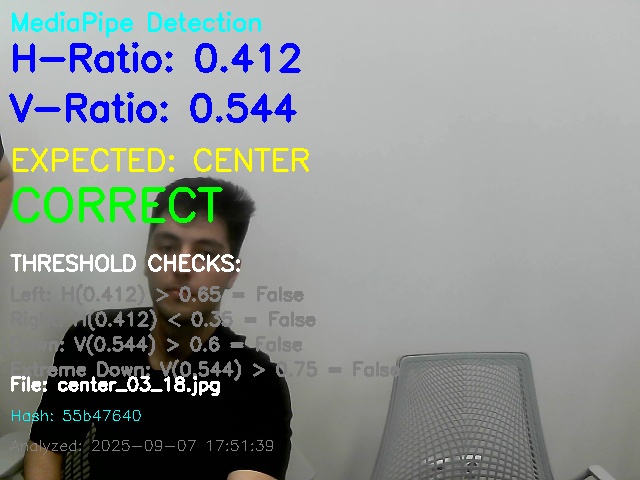 MediaPipe Detection
H-Ratio: 0.412
V-Ratio: 0.544
EXPECTED: CENTER
CORRECT
THRESHOLD CHECKS:
Left: H(0.412) > 0.65 = False
Right: H(0.412) < 0.35 = False
Down: V(0.544) > 0.6 = False
Extreme Down: V(0.544) > 0.75 = False
File: center_03_18.jpg
Hash: 55b47640
Analyzed: 2025-09-07 17:51:39